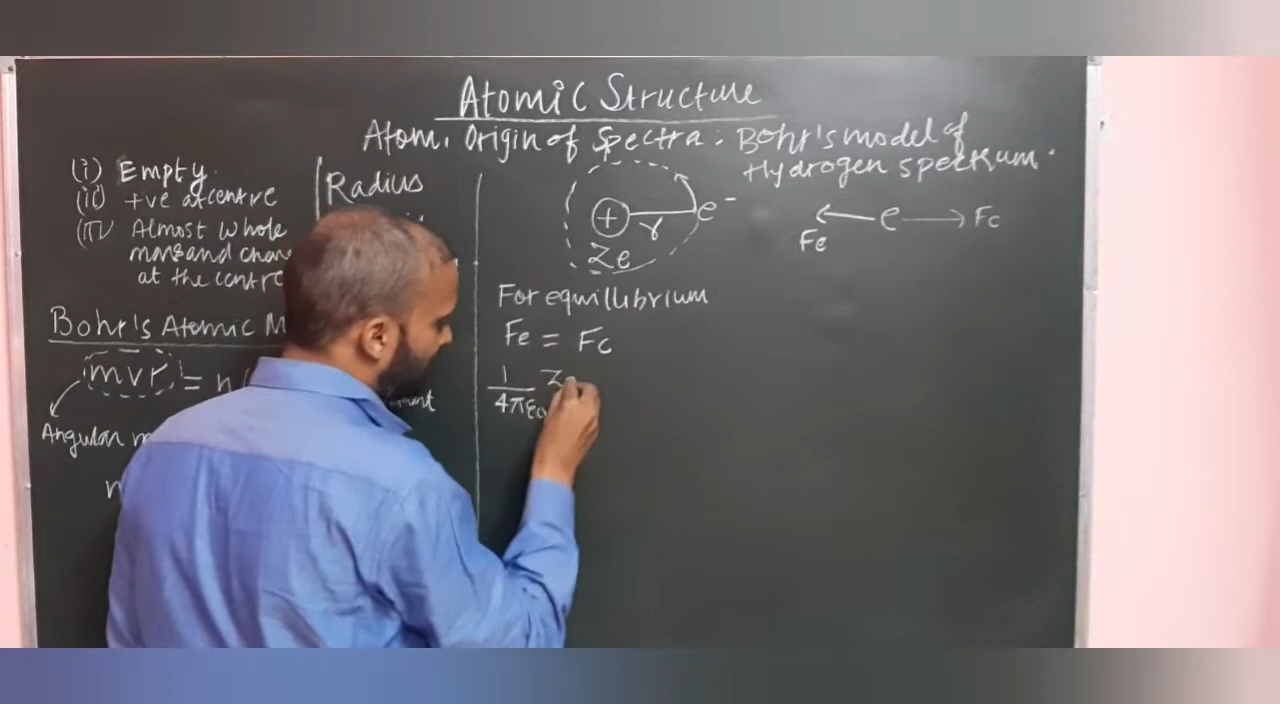 Atomic Structure
Atom, Origin of Spectra: Bohr's model of
Hydrogen spectrum.
(i) Empty
(ii) +ve at centre
(iii) Almost whole
mass and
at the centre
Radius
Bohr's Atomic M
mvr = n
Angular m
n
+
r
e-
Ze
Fe ← e → Fc
For equillibrium
Fe = Fc
1
4πε0
Z